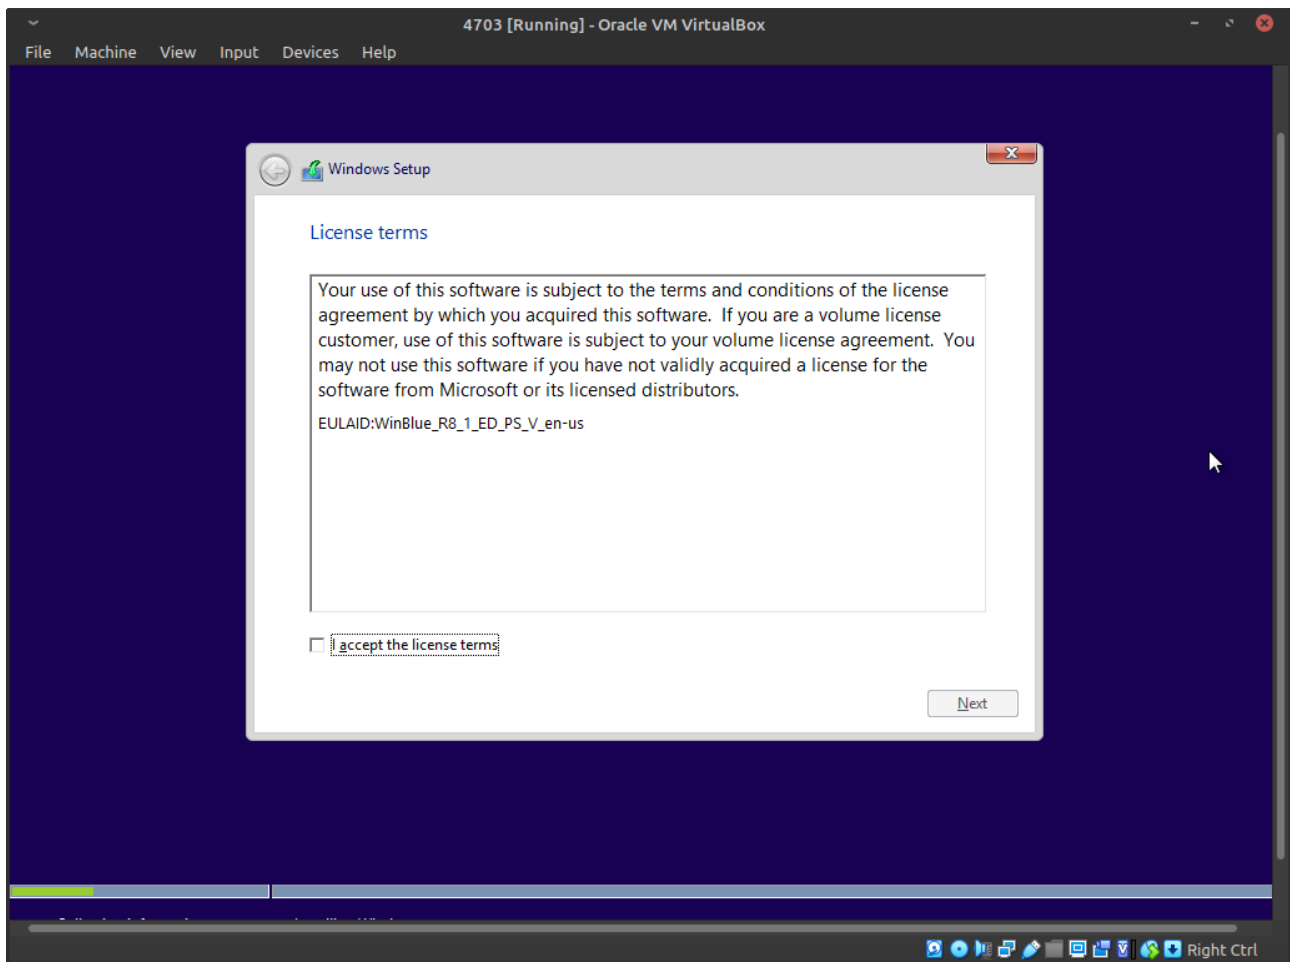 4703 [Running] - Oracle VM VirtualBox
File Machine View Input Devices Help
Windows Setup
License terms
Your use of this software is subject to the terms and conditions of the license
agreement by which you acquired this software.  If you are a volume license
customer, use of this software is subject to your volume license agreement.  You
may not use this software if you have not validly acquired a license for the
software from Microsoft or its licensed distributors.
EULAID:WinBlue_R8_1_ED_PS_V_en-us
I accept the license terms
Next
Right Ctrl